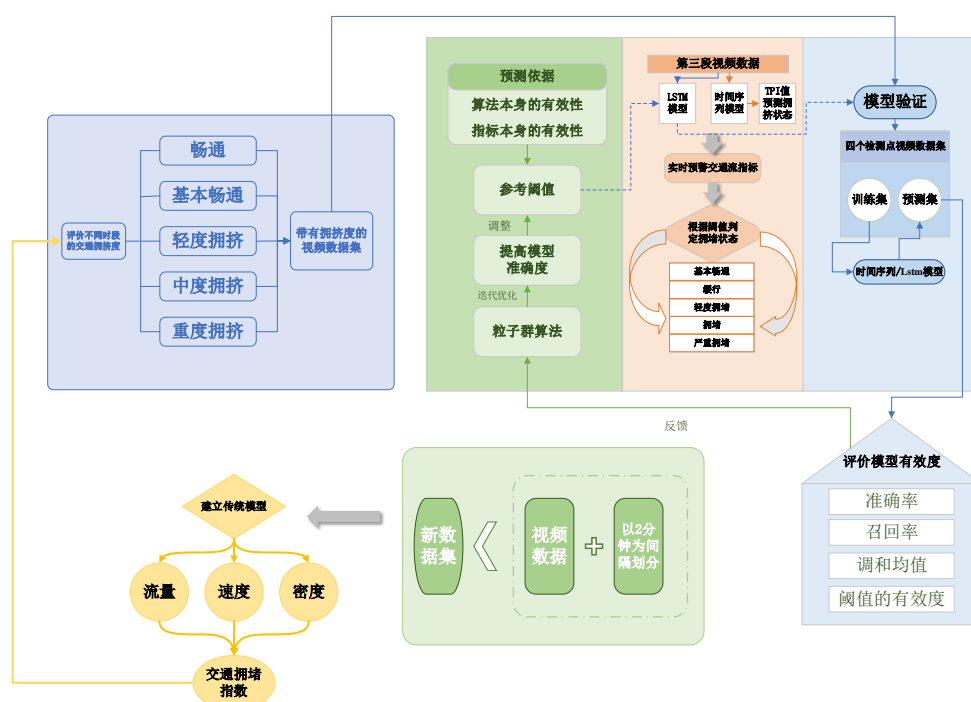 评价不同时段
的交通拥挤度
畅通
基本畅通
轻度拥挤
中度拥挤
重度拥挤
带有拥挤度的
视频数据集
预测依据
算法本身的有效性
指标本身的有效性
参考阈值
调整
提高模型
准确度
迭代优化
粒子群算法
第三段视频数据
LSTM
模型
时间序
列模型
TPI值
预测拥
挤状态
实时预警交通流指标
根据阈值判
定拥堵状态
基本畅通
缓行
轻度拥堵
拥堵
严重拥堵
模型验证
四个检测点视频数据集
训练集
预测集
时间序列/Lstm模型
反馈
评价模型有效度
准确率
召回率
调和均值
阈值的有效度
新数
据集
视频
数据
以2分
钟为间
隔划分
建立传统模型
流量
速度
密度
交通拥堵
指数